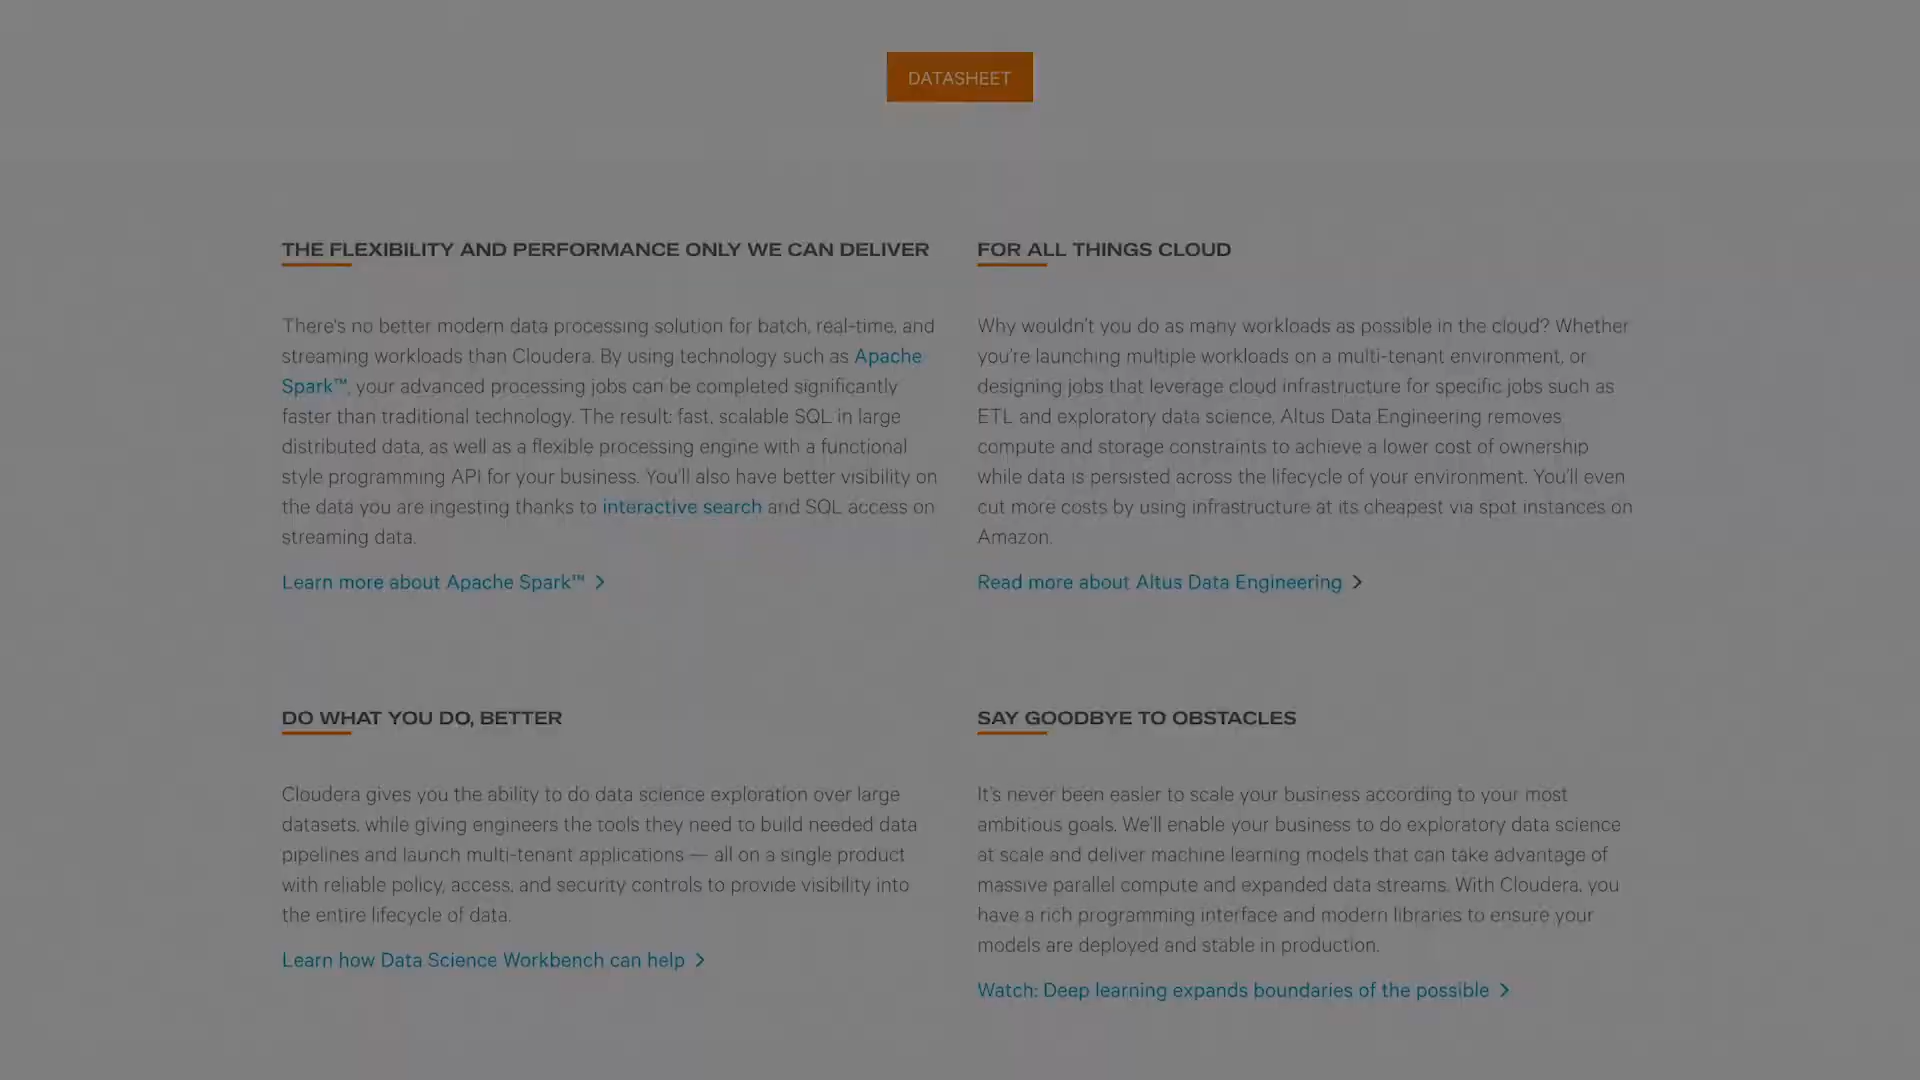 DATASHEET
THE FLEXIBILITY AND PERFORMANCE ONLY WE CAN DELIVER
There's no better modern data processing solution for batch, real-time, and
streaming workloads than Cloudera. By using technology such as Apache
Spark™, your advanced processing jobs can be completed significantly
faster than traditional technology. The result: fast, scalable SQL in large
distributed data, as well as a flexible processing engine with a functional
style programming API for your business. You'll also have better visibility on
the data you are ingesting thanks to interactive search and SQL access on
streaming data.
Learn more about Apache Spark™ >
FOR ALL THINGS CLOUD
Why wouldn't you do as many workloads as possible in the cloud? Whether
you're launching multiple workloads on a multi-tenant environment, or
designing jobs that leverage cloud infrastructure for specific jobs such as
ETL and exploratory data science, Altus Data Engineering removes
compute and storage constraints to achieve a lower cost of ownership
while data is persisted across the lifecycle of your environment. You'll even
cut more costs by using infrastructure at its cheapest via spot instances on
Amazon.
Read more about Altus Data Engineering >
DO WHAT YOU DO, BETTER
Cloudera gives you the ability to do data science exploration over large
datasets, while giving engineers the tools they need to build needed data
pipelines and launch multi-tenant applications — all on a single product
with reliable policy, access, and security controls to provide visibility into
the entire lifecycle of data.
Learn how Data Science Workbench can help >
SAY GOODBYE TO OBSTACLES
It's never been easier to scale your business according to your most
ambitious goals. We'll enable your business to do exploratory data science
at scale and deliver machine learning models that can take advantage of
massive parallel compute and expanded data streams. With Cloudera, you
have a rich programming interface and modern libraries to ensure your
models are deployed and stable in production.
Watch: Deep learning expands boundaries of the possible >